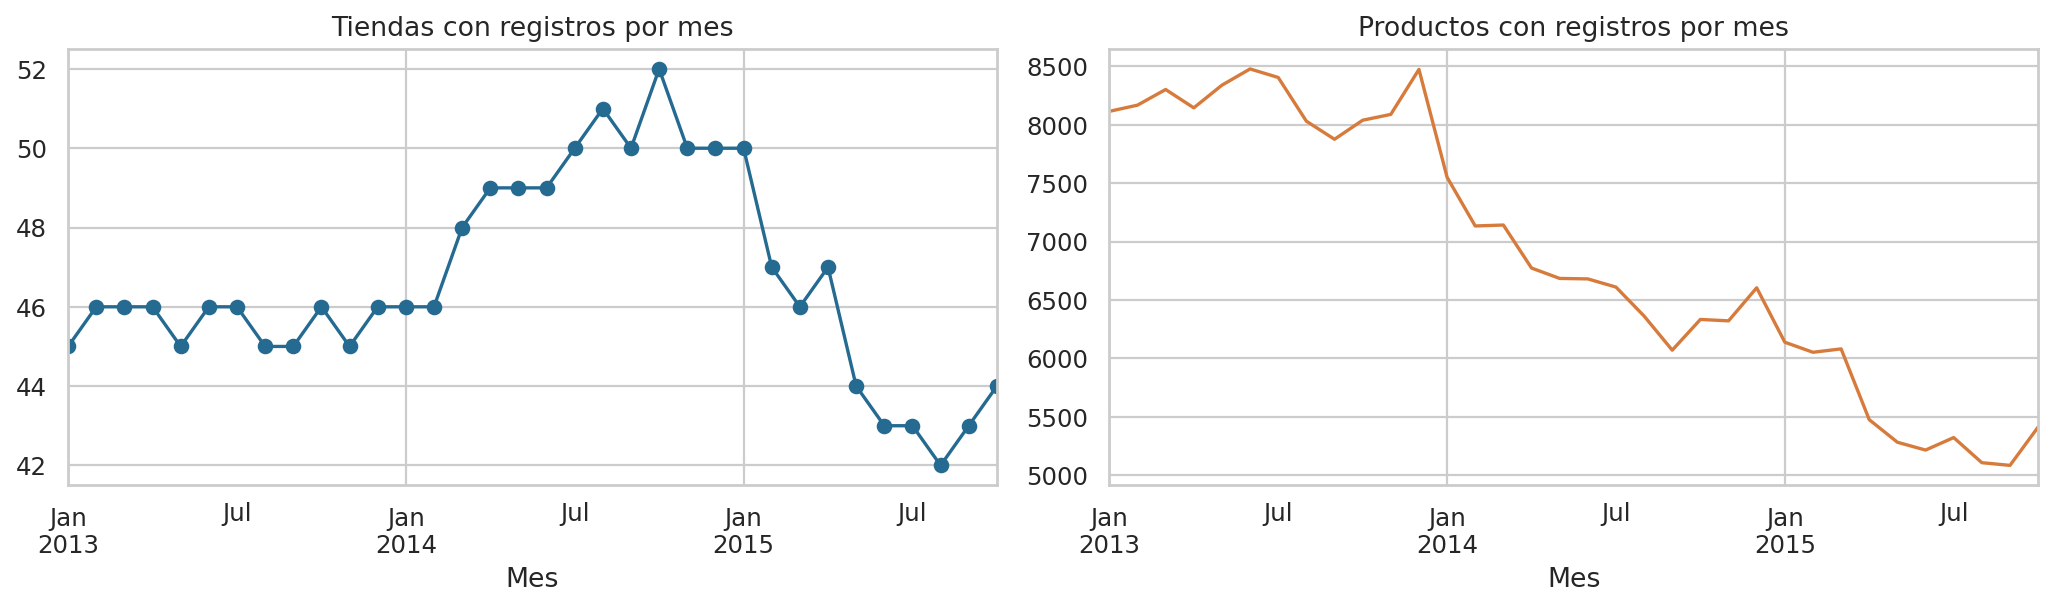 Tiendas con registros por mes
52
50
48
46
44
42
Jan
2013
Jul
Jan
2014
Jul
Jan
2015
Jul
Mes
Productos con registros por mes
8500
8000
7500
7000
6500
6000
5500
5000
Jan
2013
Jul
Jan
2014
Jul
Jan
2015
Jul
Mes